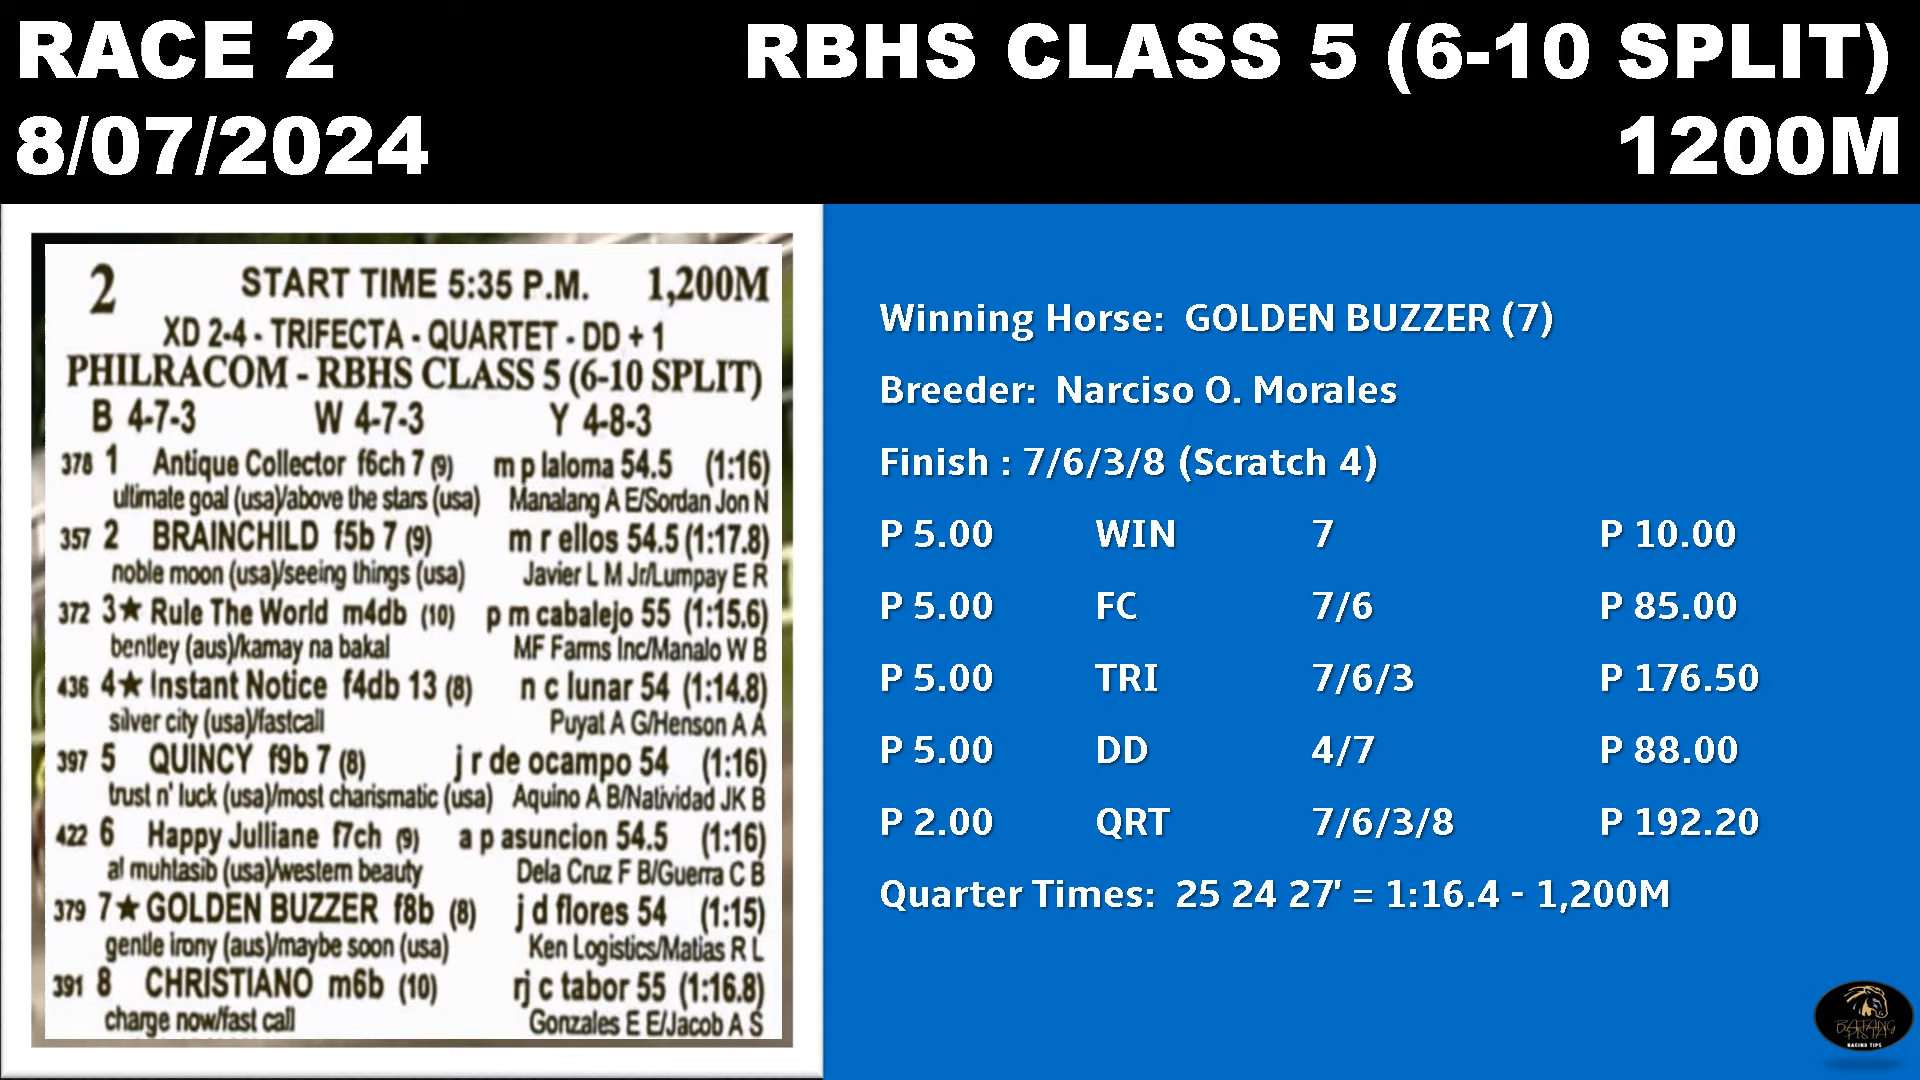 RACE 2
8/07/2024
RBHS CLASS 5 (6-10 SPLIT)
1200M
2 START TIME 5:35 P.M. 1,200M
XD 2-4 - TRIFECTA - QUARTET - DD + 1
PHILRACOM - RBHS CLASS 5 (6-10 SPLIT)
B 4-7-3 W 4-7-3 Y 4-8-3
378 1 Antique Collector f6ch 7 (9) m p laloma 54.5 (1:16)
ultimate goal (usa)/above the stars (usa) Manalang A E/Sordan Jon N
357 2 BRAINCHILD f5b 7 (9) m r ellos 54.5 (1:17.8)
noble moon (usa)/seeing things (usa) Javier L M Jr/Lumpay E R
372 3★ Rule The World m4db (10) p m cabalejo 55 (1:15.6)
bentley (aus)/kamay na bakal MF Farms Inc/Manalo W B
436 4★ Instant Notice f4db 13 (8) n c lunar 54 (1:14.8)
silver city (usa)/fastcall Puyat A G/Henson A A
397 5 QUINCY f9b 7 (8) j r de ocampo 54 (1:16)
trust n' luck (usa)/most charismatic (usa) Aquino A B/Natividad JK B
422 6 Happy Julliane f7ch (9) a p asuncion 54.5 (1:16)
al muhtasib (usa)/western beauty Dela Cruz F B/Guerra C B
379 7★ GOLDEN BUZZER f8b (8) j d flores 54 (1:15)
gentle irony (aus)/maybe soon (usa) Ken Logistics/Matias R L
391 8 CHRISTIANO m6b (10) rj c tabor 55 (1:16.8)
charge now/fast call Gonzales E E/Jacob A S
Winning Horse: GOLDEN BUZZER (7)
Breeder: Narciso O. Morales
Finish : 7/6/3/8 (Scratch 4)
P 5.00 WIN 7 P 10.00
P 5.00 FC 7/6 P 85.00
P 5.00 TRI 7/6/3 P 176.50
P 5.00 DD 4/7 P 88.00
P 2.00 QRT 7/6/3/8 P 192.20
Quarter Times: 25 24 27' = 1:16.4 - 1,200M
RACING TIPS